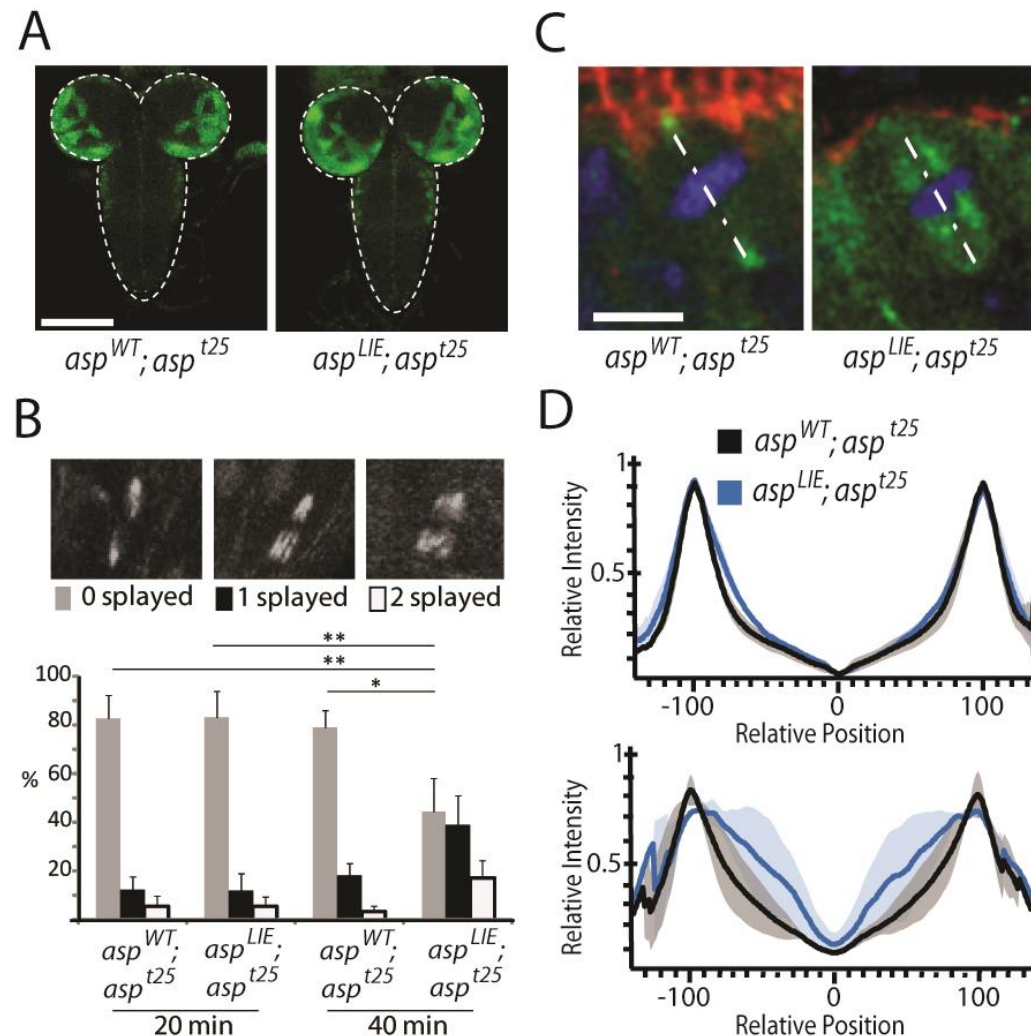 A
asp WT; asp t25
asp LIE; asp t25
B
0 splayed
1 splayed
2 splayed
**
**
*
100
80
60
40
20
%
asp WT; asp t25
asp LIE; asp t25
asp WT; asp t25
asp LIE; asp t25
20 min
40 min
C
asp WT; asp t25
asp LIE; asp t25
D
asp WT; asp t25
asp LIE; asp t25
1
0.5
Relative Intensity
-100
0
100
Relative Position
1
0.5
Relative Intensity
-100
0
100
Relative Position